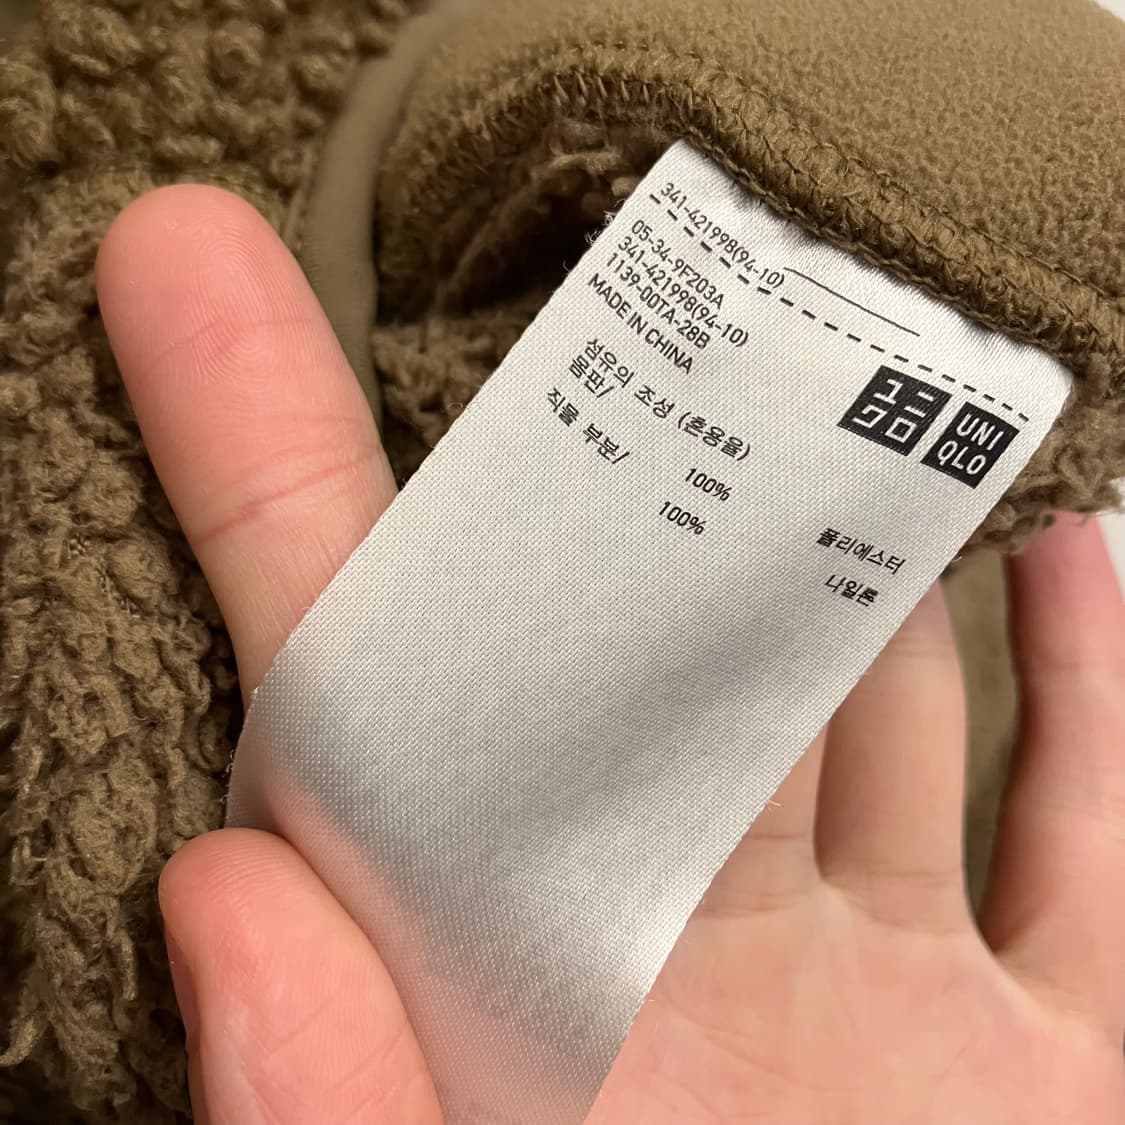 341-421998(94-10)
05-34-9F203A
341-421998(94-10)
1139-00TA-28B
MADE IN CHINA
ユニ
クロ
UNI
QLO
섬유의 조성 (혼용율)
몸판/
100% 폴리에스터
직물 부분/
100% 나일론